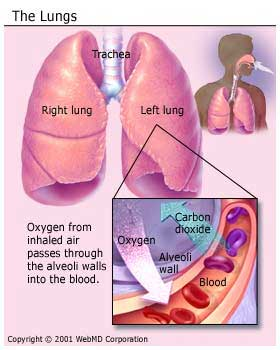 The Lungs
Trachea
Right lung
Left lung
Oxygen from
inhaled air
passes through
the alveoli walls
into the blood.
Carbon
dioxide
Oxygen
Alveoli
wall
Blood
Copyright © 2001 WebMD Corporation